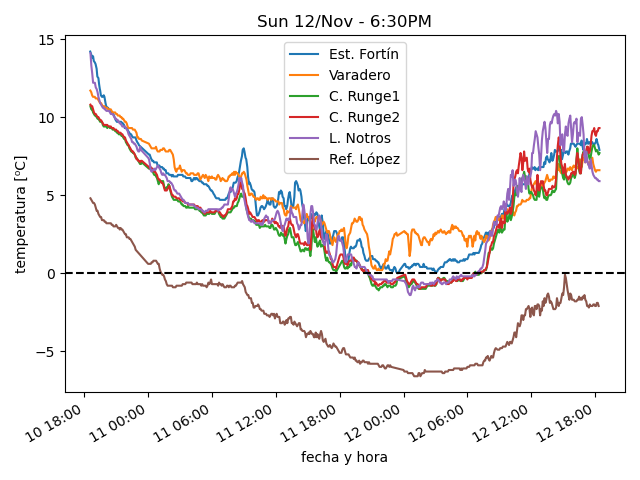 Sun 12/Nov - 6:30PM
Est. Fortín
Varadero
C. Runge1
C. Runge2
L. Notros
Ref. López
temperatura [°C]
15
10
5
0
−5
10 18:00
11 00:00
11 06:00
11 12:00
11 18:00
12 00:00
12 06:00
12 12:00
12 18:00
fecha y hora